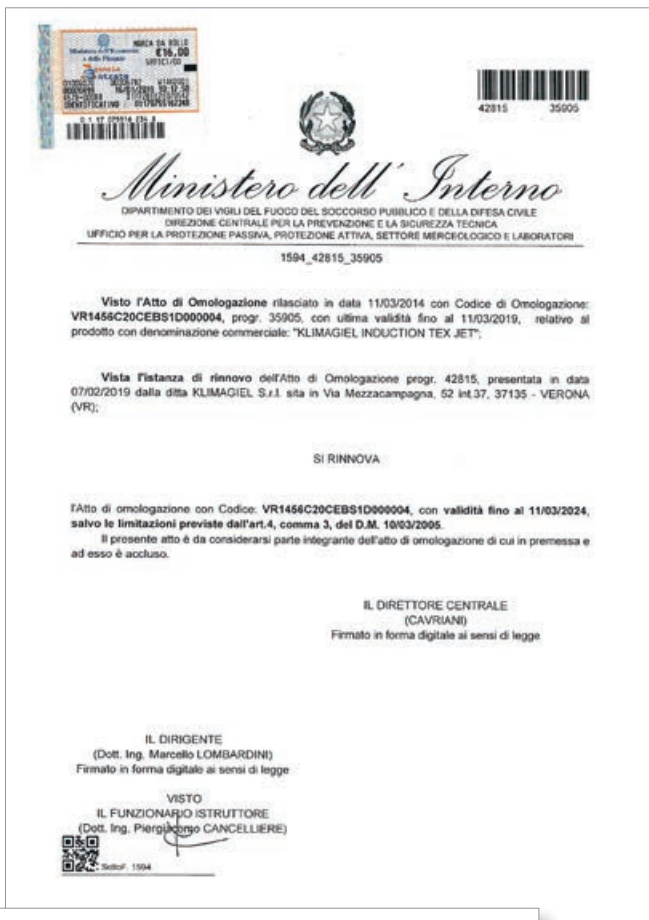 Ministero dell'Economia
e delle Finanze
MARCA DA BOLLO
€16,00
42815 35905
Ministero dell' Interno
DIPARTIMENTO DEI VIGILI DEL FUOCO DEL SOCCORSO PUBBLICO E DELLA DIFESA CIVILE
DIREZIONE CENTRALE PER LA PREVENZIONE E LA SICUREZZA TECNICA
UFFICIO PER LA PROTEZIONE PASSIVA, PROTEZIONE ATTIVA, SETTORE MERCEOLOGICO E LABORATORI
1594_42815_35905
Visto l'Atto di Omologazione rilasciato in data 11/03/2014 con Codice di Omologazione:
VR1456C20CEBS1D000004, progr. 35905, con ultima validità fino al 11/03/2019, relativo al
prodotto con denominazione commerciale: "KLIMAGIEL INDUCTION TEX JET";
Vista l'istanza di rinnovo dell'Atto di Omologazione progr. 42815, presentata in data
07/02/2019 dalla ditta KLIMAGIEL S.r.l. sita in Via Mezzacampagna, 52 int.37, 37135 - VERONA
(VR);
SI RINNOVA
l'Atto di omologazione con Codice: VR1456C20CEBS1D000004, con validità fino al 11/03/2024,
salvo le limitazioni previste dall'art.4, comma 3, del D.M. 10/03/2005.
Il presente atto è da considerarsi parte integrante dell'atto di omologazione di cui in premessa e
ad esso è accluso.
IL DIRETTORE CENTRALE
(CAVRIANI)
Firmato in forma digitale ai sensi di legge
IL DIRIGENTE
(Dott. Ing. Marcello LOMBARDINI)
Firmato in forma digitale ai sensi di legge
VISTO
IL FUNZIONARIO ISTRUTTORE
(Dott. Ing. Piergiacomo CANCELLIERE)
SottoF. 1594